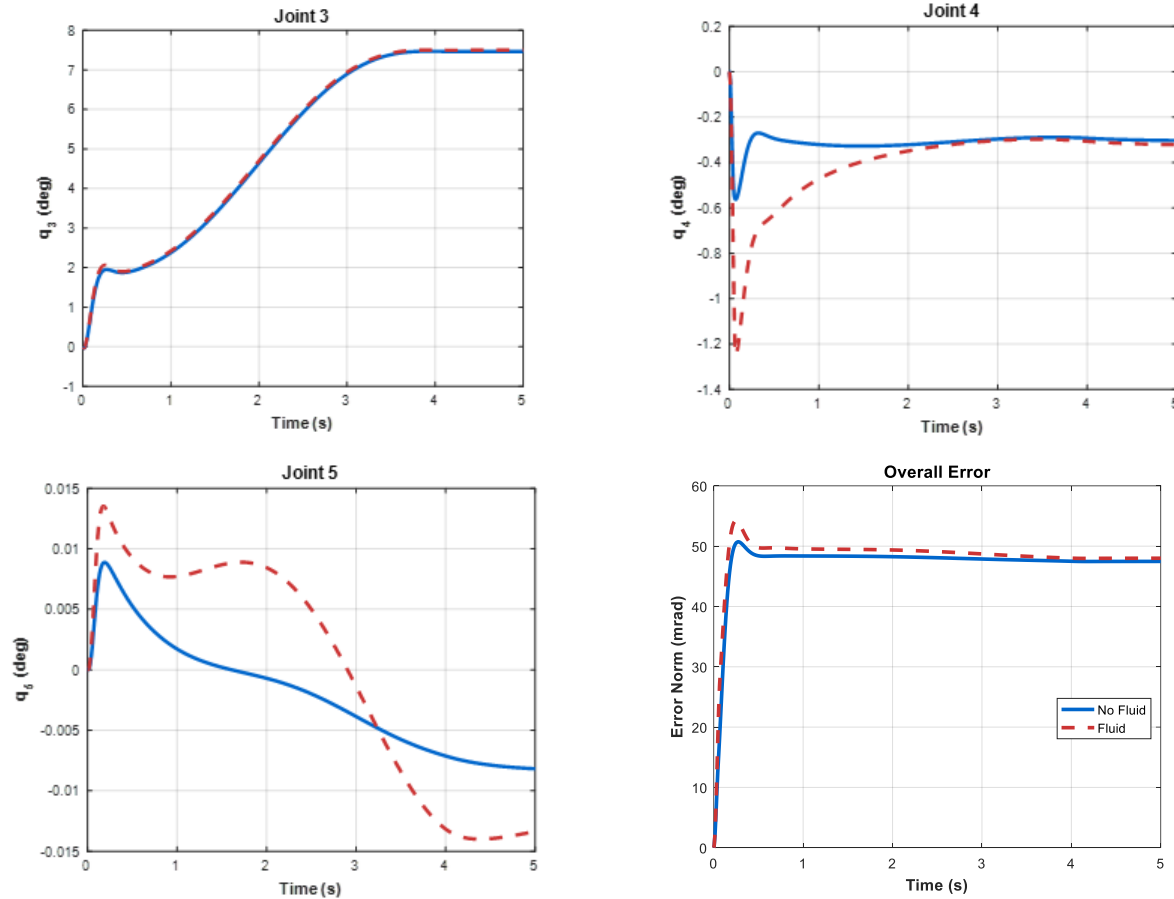 Joint 3
8
7
6
5
4
3
2
1
0
-1
q3 (deg)
0 1 2 3 4 5
Time (s)
Joint 4
0.2
0
-0.2
-0.4
-0.6
-0.8
-1
-1.2
-1.4
q4 (deg)
0 1 2 3 4 5
Time (s)
Joint 5
0.015
0.01
0.005
0
-0.005
-0.01
-0.015
q5 (deg)
0 1 2 3 4 5
Time (s)
Overall Error
60
50
40
30
20
10
0
Error Norm (mrad)
No Fluid
Fluid
0 1 2 3 4 5
Time (s)